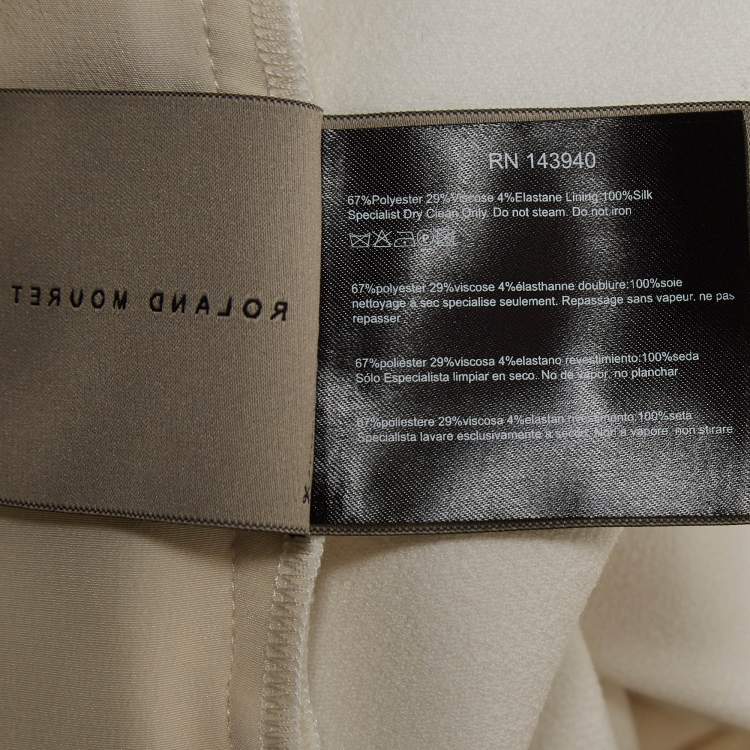 ROLAND MOURET
RN 143940
67%Polyester 29%Viscose 4%Elastane Lining:100%Silk
Specialist Dry Clean Only. Do not steam. Do not iron
67%polyester 29%viscose 4%élasthanne doublure:100%soie
nettoyage à sec specialise seulement. Repassage sans vapeur. ne pas
repasser.
67%poliéster 29%viscosa 4%elastano revestimiento:100%seda
Sólo Especialista limpiar en seco. No de vapor. no planchar
67%poliestere 29%viscosa 4%elastan rivestimento:100%seta
Specialista lavare esclusivamente a secco. Non a vapore. non stirare